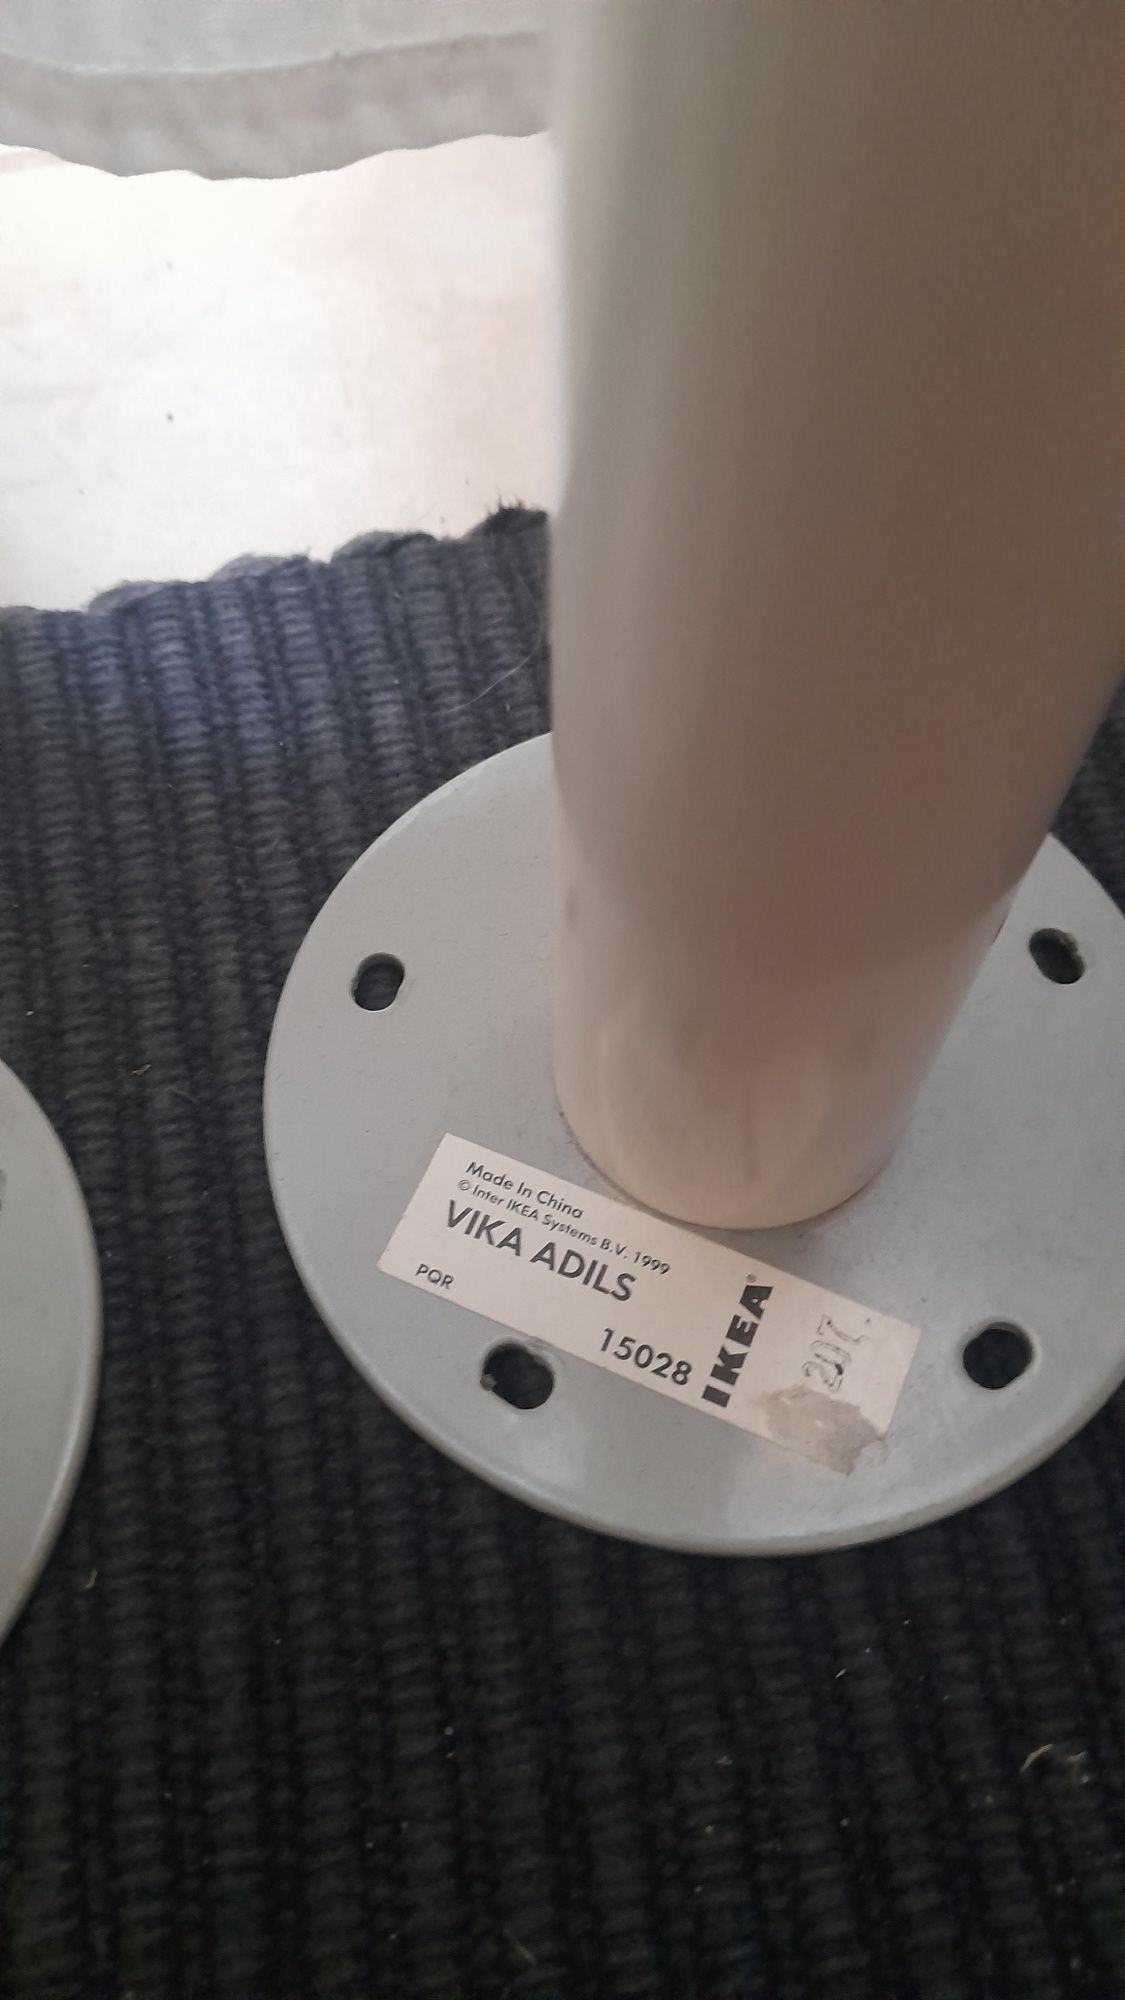 Made In China
© Inter IKEA Systems B.V. 1999
VIKA ADILS
PQR
15028
IKEA®